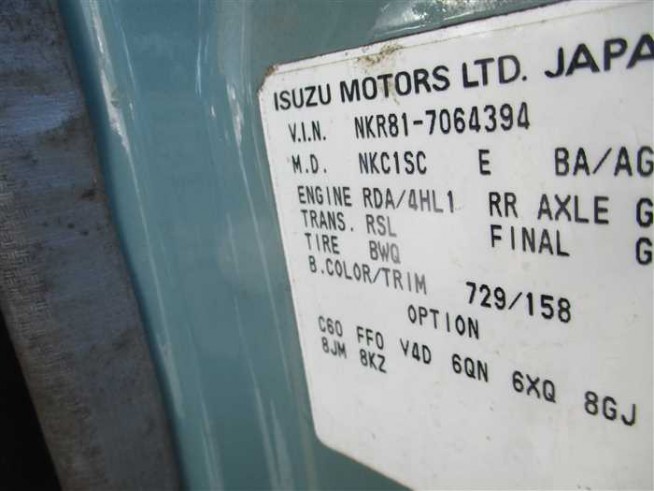 ISUZU MOTORS LTD. JAPA
V.I.N. NKR81-7064394
M.D. NKC1SC E BA/AG
ENGINE RDA/4HL1 RR AXLE G
TRANS. RSL FINAL G
TIRE BWQ
B.COLOR/TRIM 729/158
OPTION
C60 FF0 V4D 6QN 6XQ 8GJ
8JM 8KZ